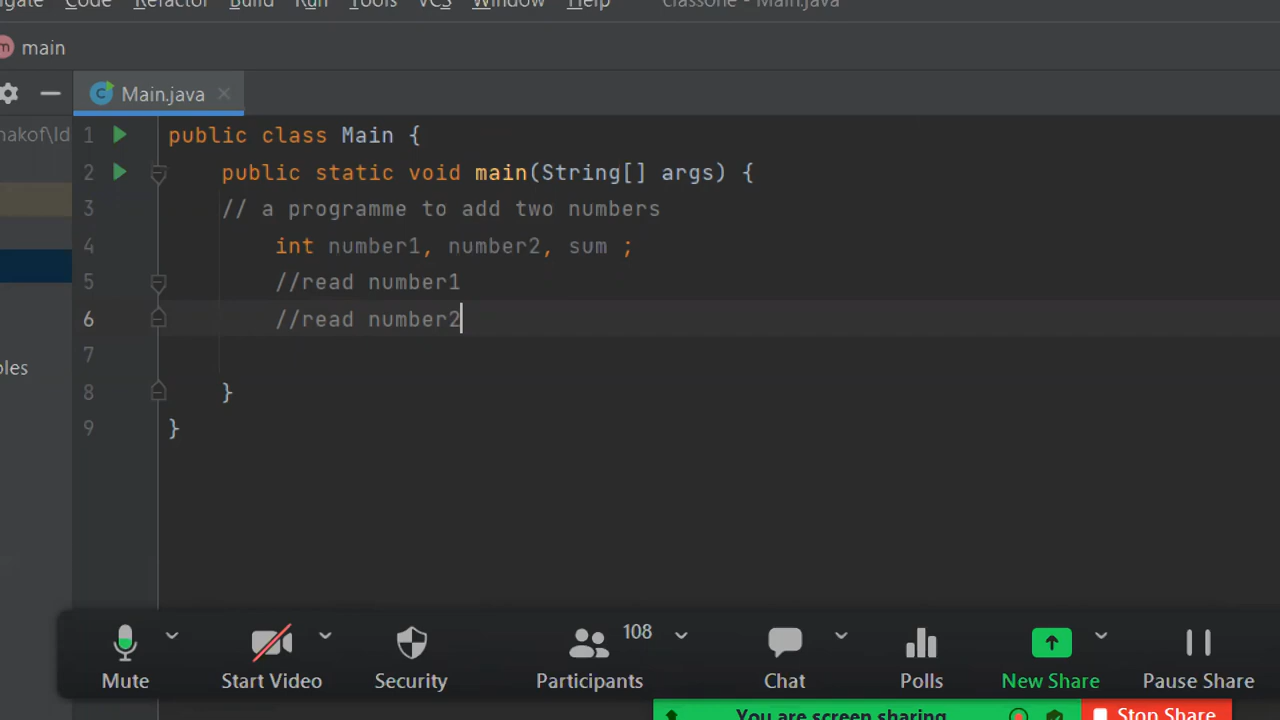 Code Refactor Build Run Tools VCS Window Help classone - Main.java
main
Main.java
1 public class Main {
2 public static void main(String[] args) {
3 // a programme to add two numbers
4 int number1, number2, sum ;
5 //read number1
6 //read number2
7
8 }
9 }
108
Mute Start Video Security Participants Chat Polls New Share Pause Share
You are screen sharing Stop Share